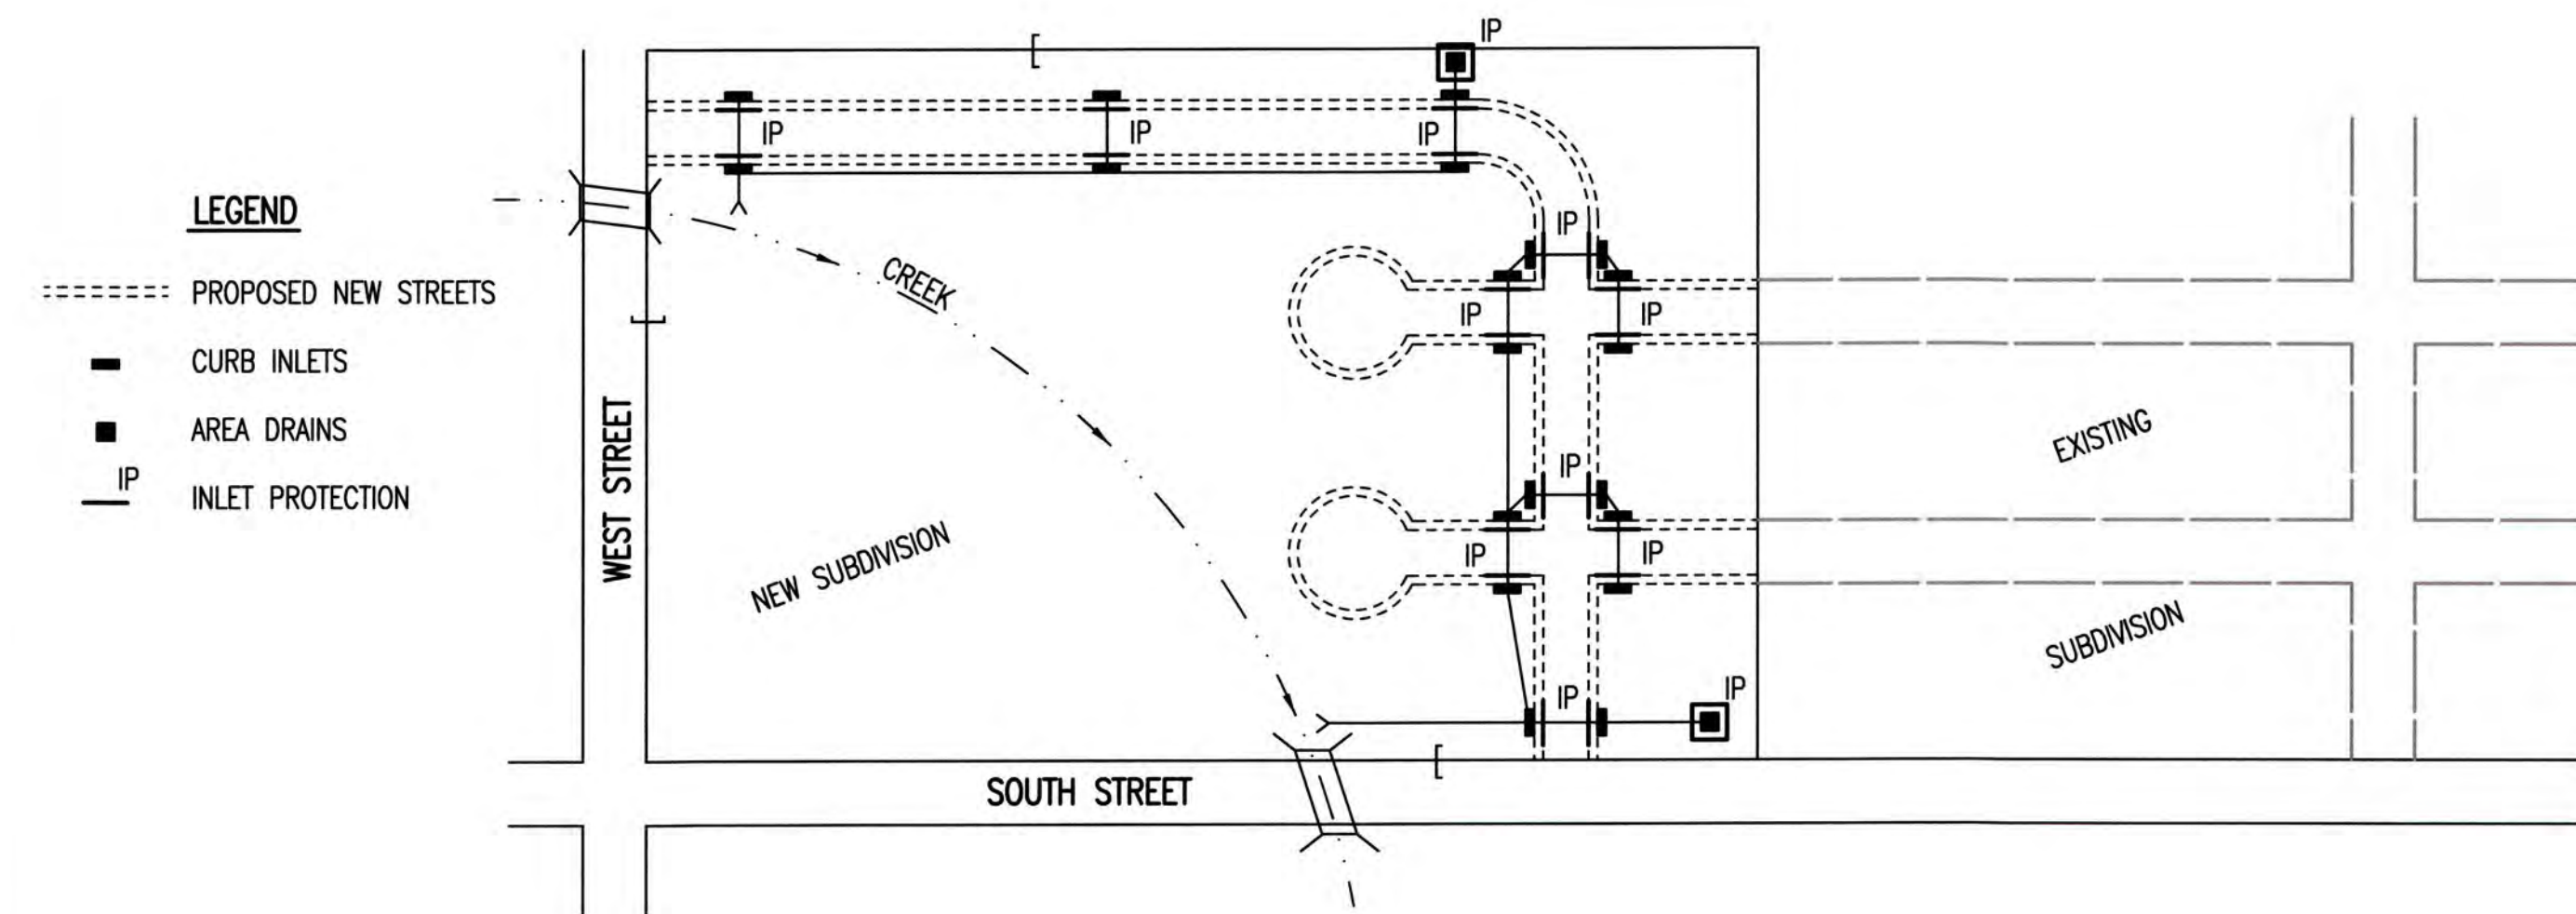 IP
IP
IP
IP
LEGEND
PROPOSED NEW STREETS
CURB INLETS
AREA DRAINS
IP
INLET PROTECTION
CREEK
IP
IP
IP
WEST STREET
NEW SUBDIVISION
EXISTING
SUBDIVISION
IP
IP
IP
IP
IP
SOUTH STREET